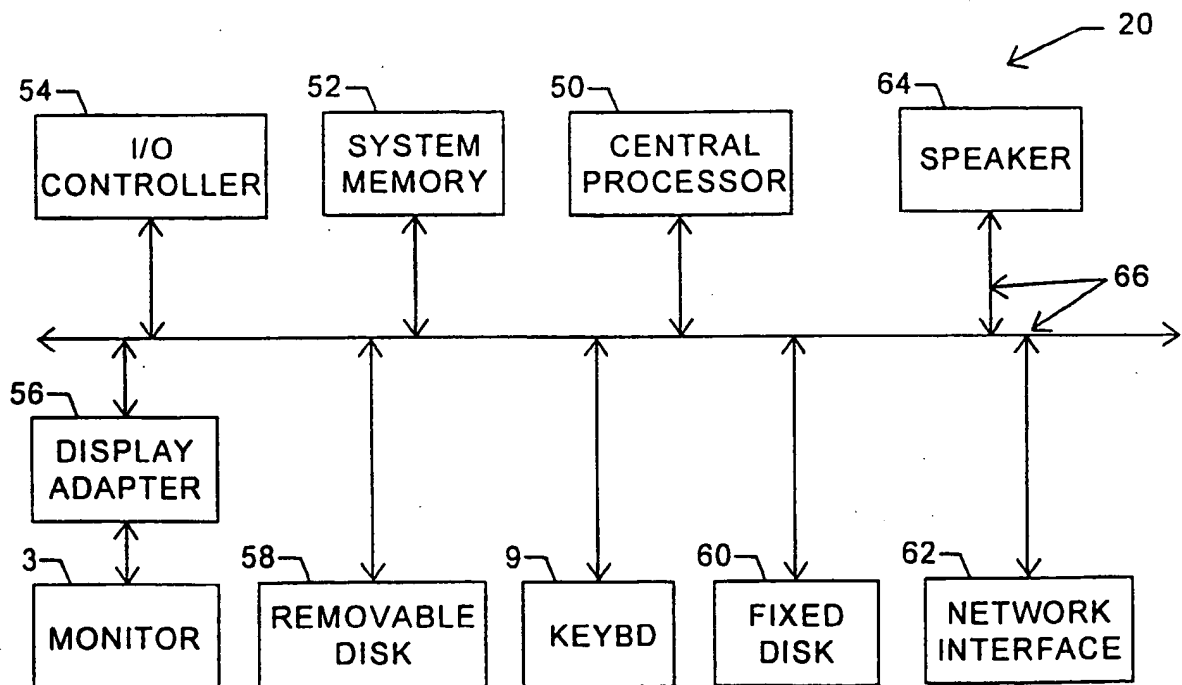 20
54
52
50
64
I/O
CONTROLLER
SYSTEM
MEMORY
CENTRAL
PROCESSOR
SPEAKER
66
56
DISPLAY
ADAPTER
3
58
9
60
62
MONITOR
REMOVABLE
DISK
KEYBD
FIXED
DISK
NETWORK
INTERFACE